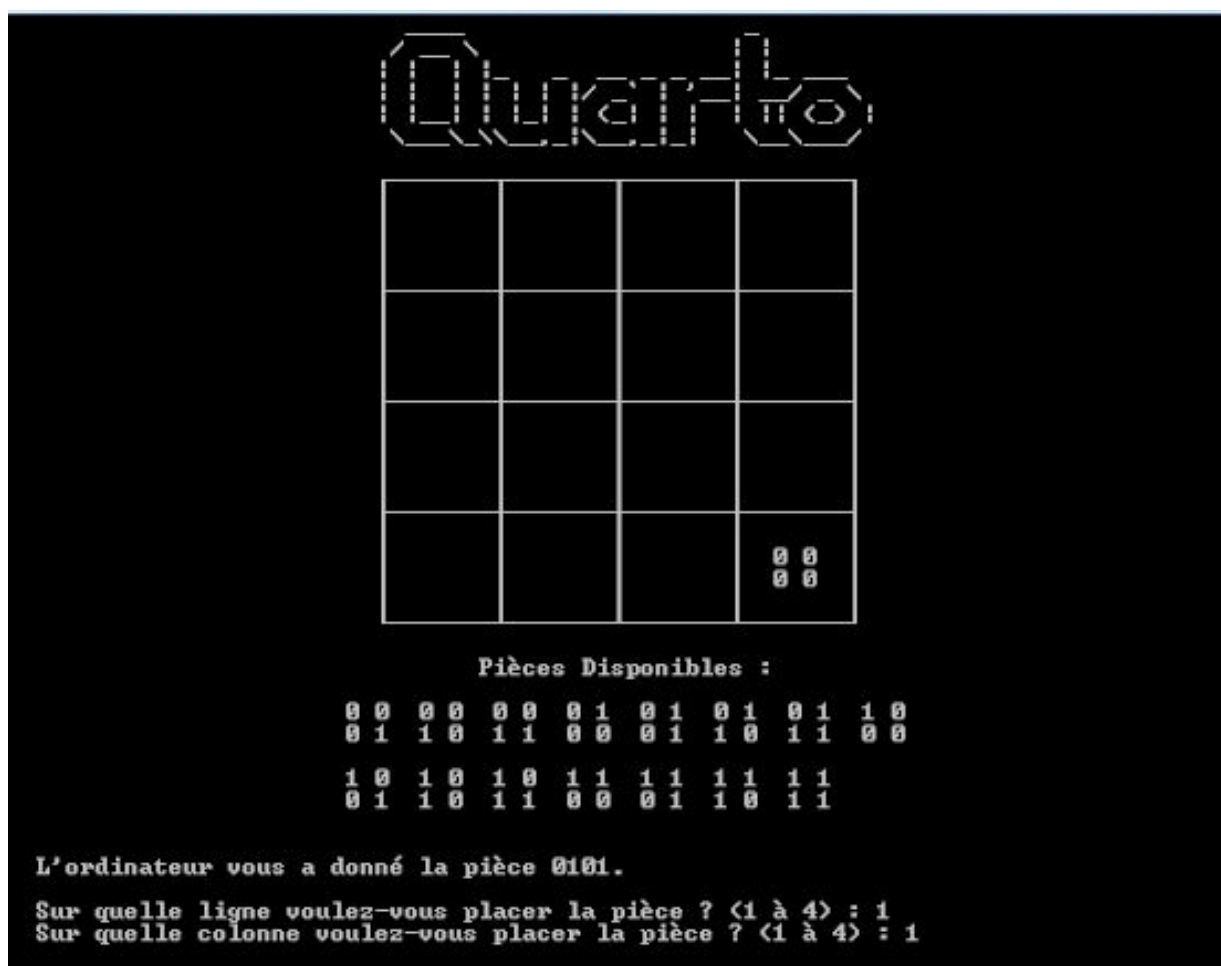 Quarto
0 0
0 0
Pièces Disponibles :
0 0 0 0 0 0 0 1 0 1 0 1 0 1 1 0
0 1 1 0 1 1 0 0 0 1 1 0 1 1 0 0
1 0 1 0 1 0 1 1 1 1 1 1 1 1
0 1 1 0 1 1 0 0 0 1 1 0 1 1
L'ordinateur vous a donné la pièce 0101.
Sur quelle ligne voulez-vous placer la pièce ? (1 à 4) : 1
Sur quelle colonne voulez-vous placer la pièce ? (1 à 4) : 1